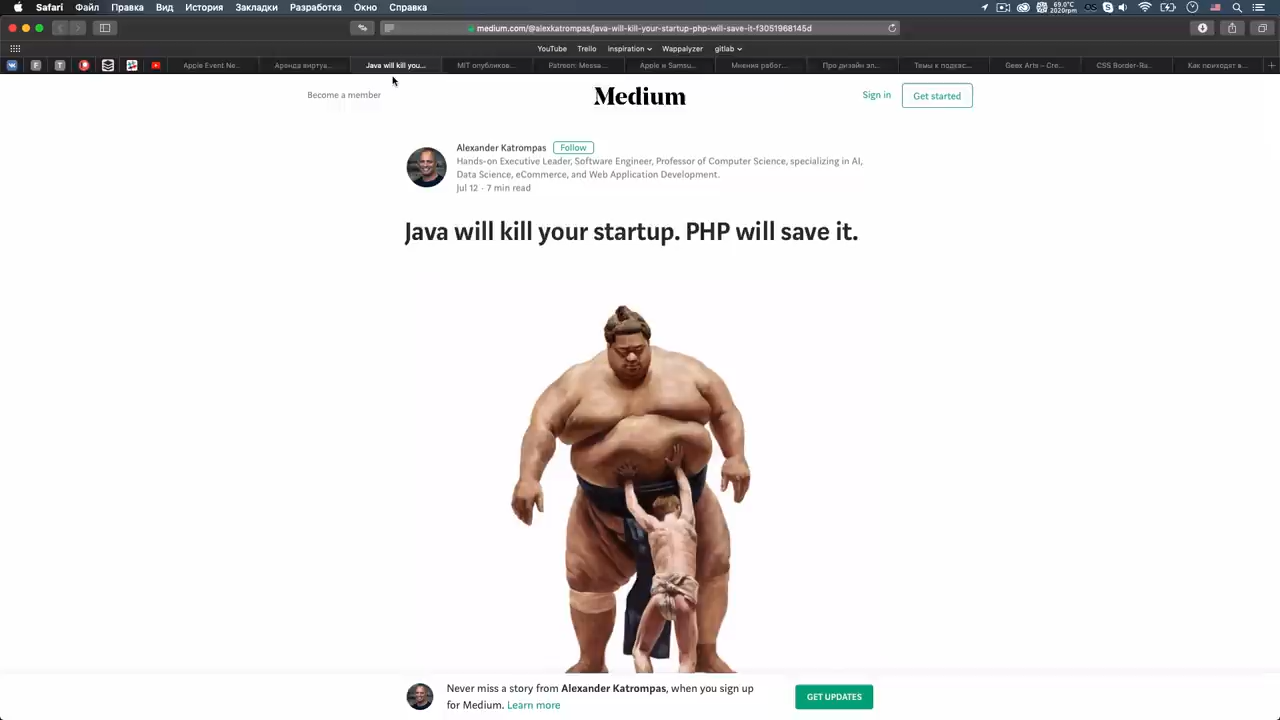 Safari Файл Правка Вид История Закладки Разработка Окно Справка 69.0°C 2020rpm
medium.com/@alexkatrompas/java-will-kill-your-startup-php-will-save-it-f3051968145d
YouTube Trello inspiration Wappalyzer gitlab
Apple Event Ne... Аренда виртуа... Java will kill you... MIT опубликов... Patreon: Messa... Apple и Samsu... Мнения работ... Про дизайн эл... Темы к подкас... Geex Arts – Cre... CSS Border-Ra... Как приходят в...
Become a member Medium Sign in Get started
Alexander Katrompas Follow
Hands-on Executive Leader, Software Engineer, Professor of Computer Science, specializing in AI,
Data Science, eCommerce, and Web Application Development.
Jul 12 · 7 min read
Java will kill your startup. PHP will save it.
Never miss a story from Alexander Katrompas, when you sign up
for Medium. Learn more
GET UPDATES